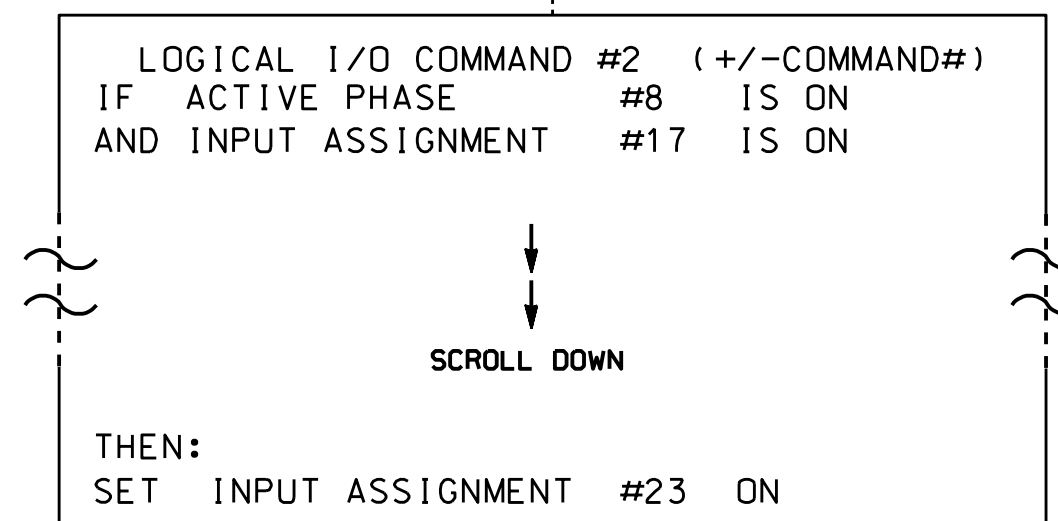 LOGICAL I/O COMMAND #2 (+/-COMMAND#)
IF ACTIVE PHASE #8 IS ON
AND INPUT ASSIGNMENT #17 IS ON
SCROLL DOWN
THEN:
SET INPUT ASSIGNMENT #23 ON